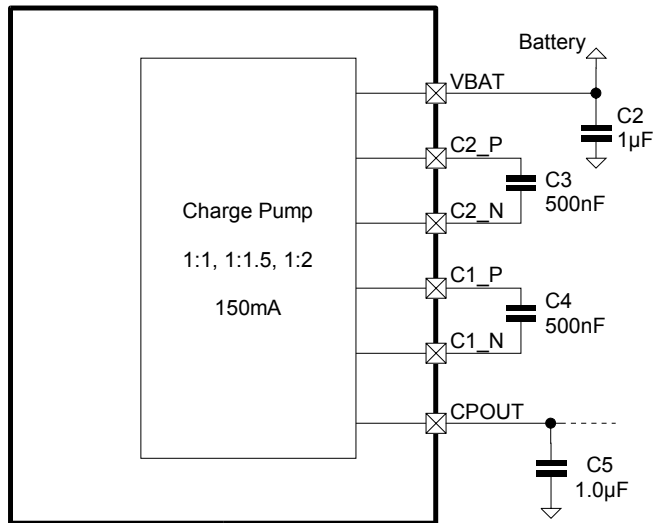 Battery
VBAT
C2
1µF
C2_P
C3
500nF
C2_N
Charge Pump
1:1, 1:1.5, 1:2
150mA
C1_P
C4
500nF
C1_N
CPOUT
C5
1.0µF